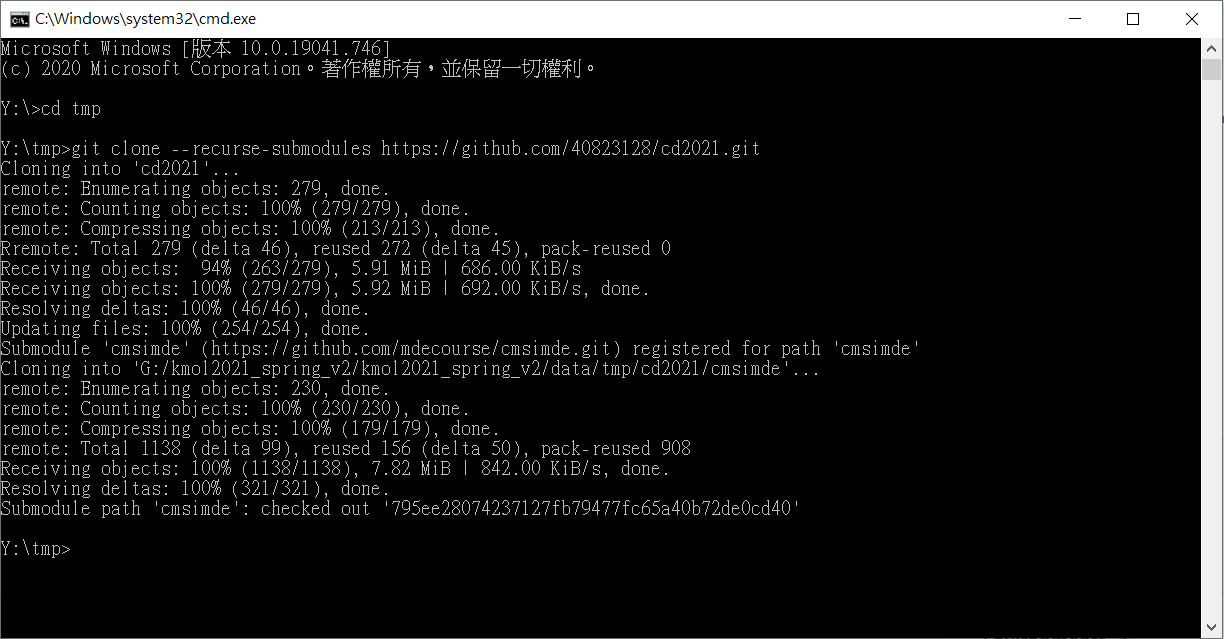 C:\Windows\system32\cmd.exe
Microsoft Windows [版本 10.0.19041.746]
(c) 2020 Microsoft Corporation。著作權所有，並保留一切權利。
Y:\>cd tmp
Y:\tmp>git clone --recurse-submodules https://github.com/40823128/cd2021.git
Cloning into 'cd2021'...
remote: Enumerating objects: 279, done.
remote: Counting objects: 100% (279/279), done.
remote: Compressing objects: 100% (213/213), done.
Rremote: Total 279 (delta 46), reused 272 (delta 45), pack-reused 0
Receiving objects:  94% (263/279), 5.91 MiB | 686.00 KiB/s
Receiving objects: 100% (279/279), 5.92 MiB | 692.00 KiB/s, done.
Resolving deltas: 100% (46/46), done.
Updating files: 100% (254/254), done.
Submodule 'cmsimde' (https://github.com/mdecourse/cmsimde.git) registered for path 'cmsimde'
Cloning into 'G:/kmol2021_spring_v2/kmol2021_spring_v2/data/tmp/cd2021/cmsimde'...
remote: Enumerating objects: 230, done.
remote: Counting objects: 100% (230/230), done.
remote: Compressing objects: 100% (179/179), done.
remote: Total 1138 (delta 99), reused 156 (delta 50), pack-reused 908
Receiving objects: 100% (1138/1138), 7.82 MiB | 842.00 KiB/s, done.
Resolving deltas: 100% (321/321), done.
Submodule path 'cmsimde': checked out '795ee28074237127fb79477fc65a40b72de0cd40'
Y:\tmp>